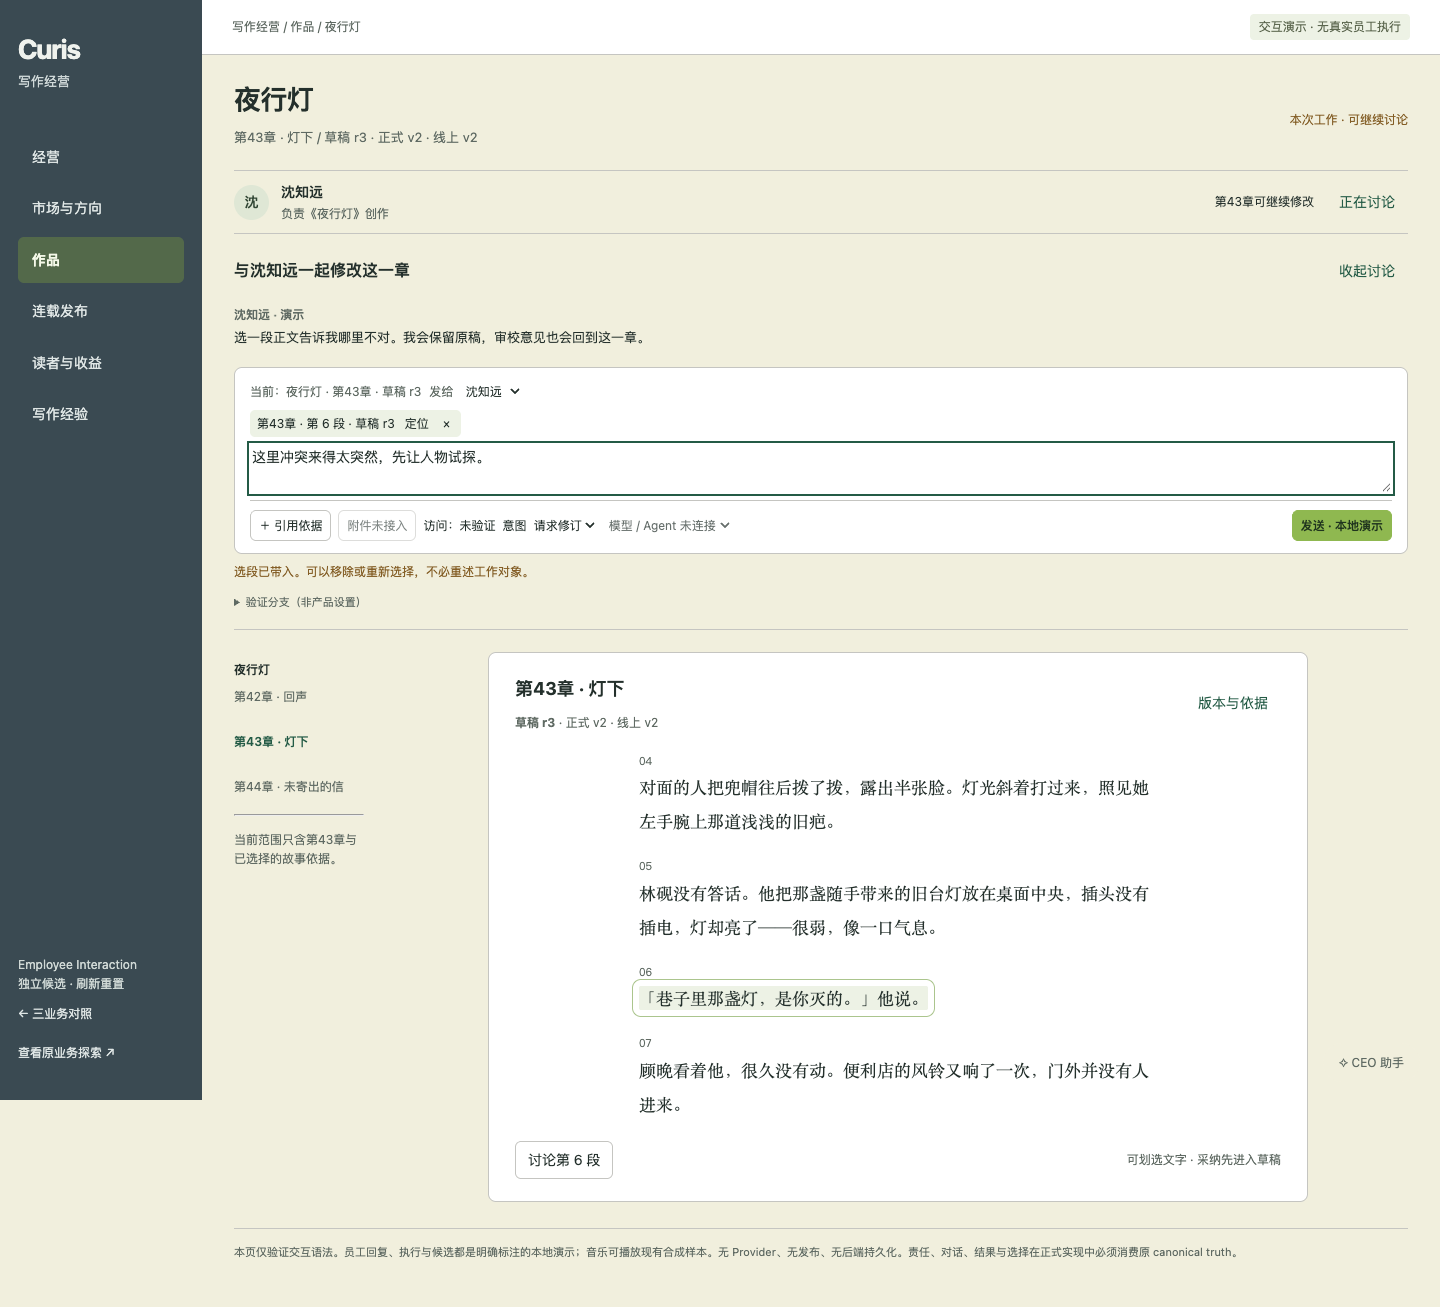 Curis
写作经营
经营
市场与方向
作品
连载发布
读者与收益
写作经验
Employee Interaction
独立候选 · 刷新重置
← 三业务对照
查看原业务探索 ↗
写作经营 / 作品 / 夜行灯
交互演示 · 无真实员工执行
夜行灯
第43章 · 灯下 / 草稿 r3 · 正式 v2 · 线上 v2
本次工作 · 可继续讨论
沈
沈知远
负责《夜行灯》创作
第43章可继续修改
正在讨论
与沈知远一起修改这一章
收起讨论
沈知远 · 演示
选一段正文告诉我哪里不对。我会保留原稿，审校意见也会回到这一章。
当前：夜行灯 · 第43章 · 草稿 r3 发给 沈知远
第43章 · 第 6 段 · 草稿 r3 定位 ×
这里冲突来得太突然，先让人物试探。
＋ 引用依据 附件未接入 访问：未验证 意图 请求修订 模型 / Agent 未连接
发送 · 本地演示
选段已带入。可以移除或重新选择，不必重述工作对象。
▶ 验证分支（非产品设置）
夜行灯
第42章 · 回声
第43章 · 灯下
第44章 · 未寄出的信
当前范围只含第43章与
已选择的故事依据。
第43章 · 灯下
草稿 r3 · 正式 v2 · 线上 v2
版本与依据
04
对面的人把兜帽往后拨了拨，露出半张脸。灯光斜着打过来，照见她
左手腕上那道浅浅的旧疤。
05
林砚没有答话。他把那盏随手带来的旧台灯放在桌面中央，插头没有
插电，灯却亮了——很弱，像一口气息。
06
「巷子里那盏灯，是你灭的。」他说。
07
顾晚看着他，很久没有动。便利店的风铃又响了一次，门外并没有人
进来。
讨论第 6 段
可划选文字 · 采纳先进入草稿
✧ CEO 助手
本页仅验证交互语法。员工回复、执行与候选都是明确标注的本地演示；音乐可播放现有合成样本。无 Provider、无发布、无后端持久化。责任、对话、结果与选择在正式实现中必须消费原 canonical truth。